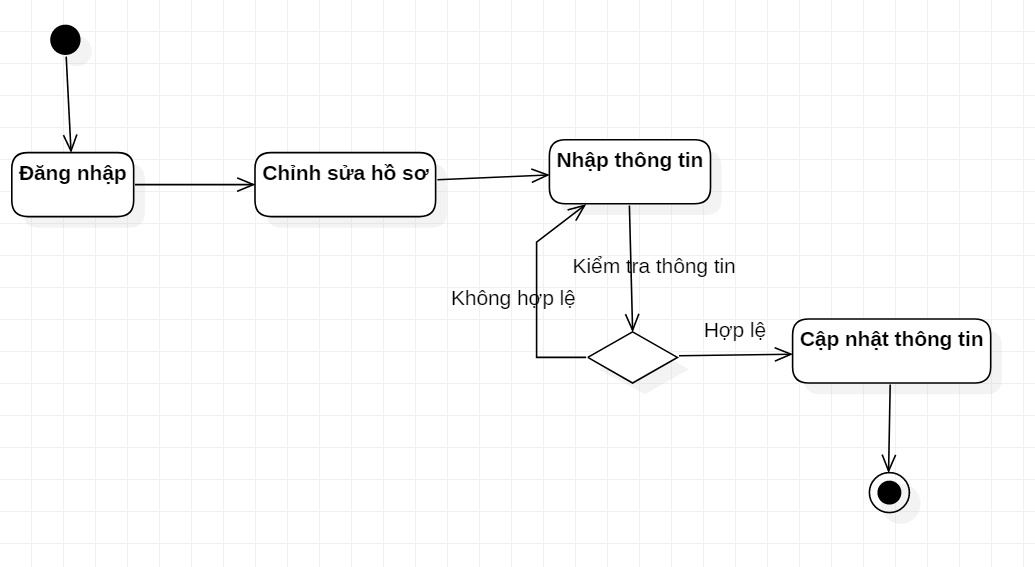 Đăng nhập
Chỉnh sửa hồ sơ
Nhập thông tin
Kiểm tra thông tin
Không hợp lệ
Hợp lệ
Cập nhật thông tin